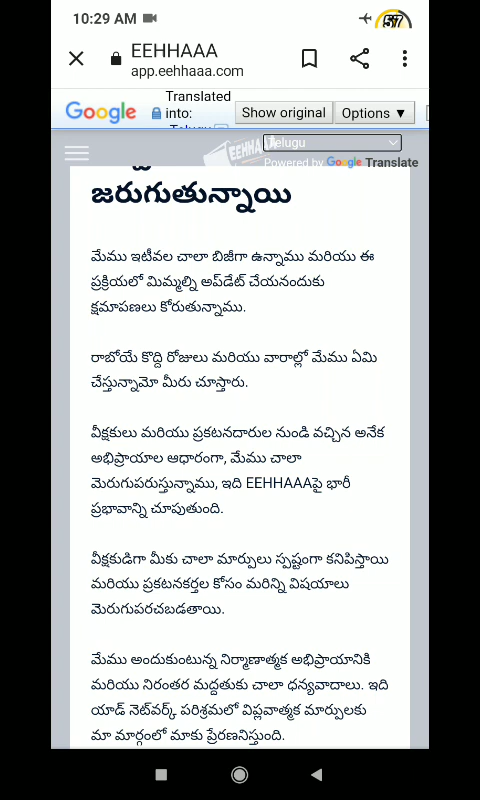 10:29 AM
57
EEHHAAA
app.eehhaaa.com
Google
Translated
into:
Show original
Options ▼
EEHHA
Telugu
Powered by Google Translate
జరుగుతున్నాయి
మేము ఇటీవల చాలా బిజీగా ఉన్నాము మరియు ఈ
ప్రక్రియలో మిమ్మల్ని అప్‌డేట్ చేయనందుకు
క్షమాపణలు కోరుతున్నాము.
రాబోయే కొద్ది రోజులు మరియు వారాల్లో మేము ఏమి
చేస్తున్నామో మీరు చూస్తారు.
వీక్షకులు మరియు ప్రకటనదారుల నుండి వచ్చిన అనేక
అభిప్రాయాల ఆధారంగా, మేము చాలా
మెరుగుపరుస్తున్నాము, ఇది EEHHAAAపై భారీ
ప్రభావాన్ని చూపుతుంది.
వీక్షకుడిగా మీకు చాలా మార్పులు స్పష్టంగా కనిపిస్తాయి
మరియు ప్రకటనకర్తల కోసం మరిన్ని విషయాలు
మెరుగుపరచబడతాయి.
మేము అందుకుంటున్న నిర్మాణాత్మక అభిప్రాయానికి
మరియు నిరంతర మద్దతుకు చాలా ధన్యవాదాలు. ఇది
యాడ్ నెట్‌వర్క్ పరిశ్రమలో విప్లవాత్మక మార్పులకు
మా మార్గంలో మాకు ప్రేరణనిస్తుంది.